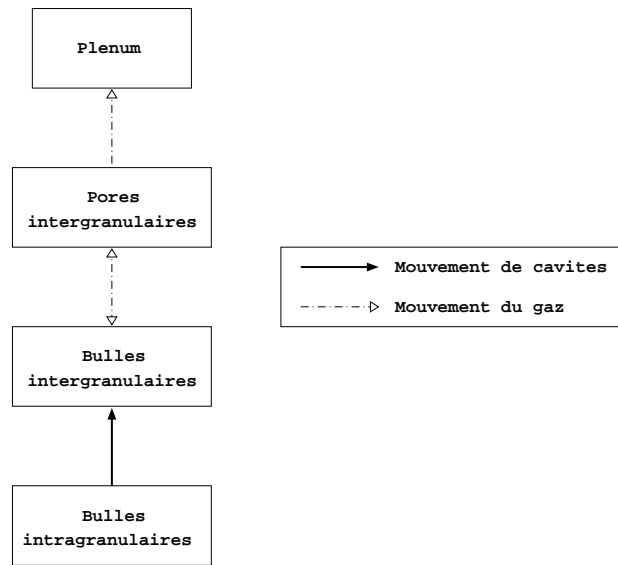 Plenum
Pores
intergranulaires
Mouvement de cavites
Mouvement du gaz
Bulles
intergranulaires
Bulles
intragranulaires